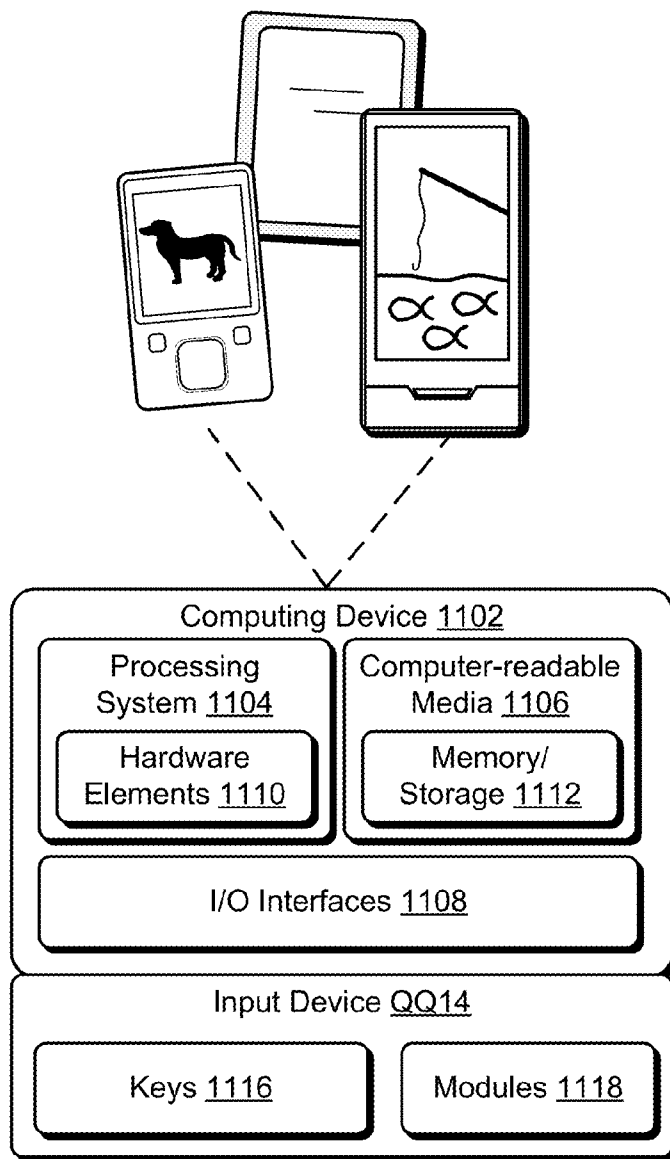 Computing Device 1102
Processing
System 1104
Computer-readable
Media 1106
Hardware
Elements 1110
Memory/
Storage 1112
I/O Interfaces 1108
Input Device QQ14
Keys 1116
Modules 1118